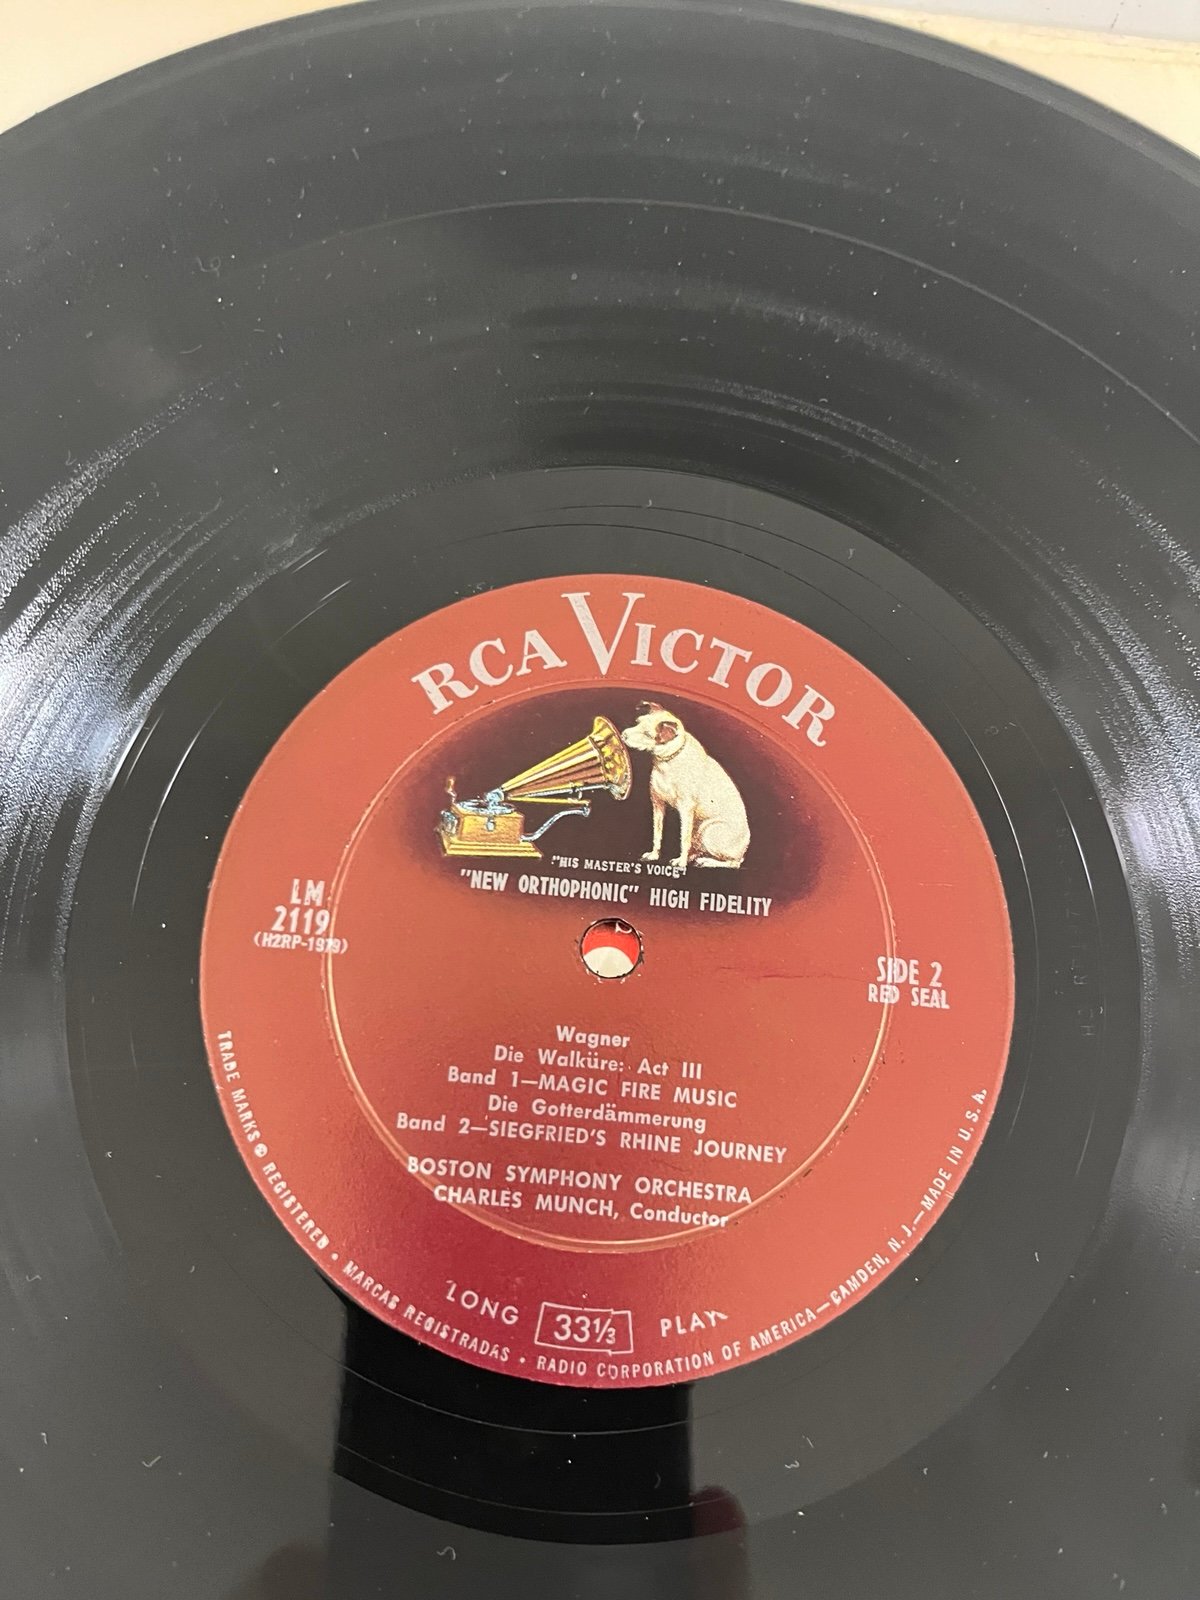 RCA VICTOR
"HIS MASTER'S VOICE"
"NEW ORTHOPHONIC" HIGH FIDELITY
LM
2119
(H2RP-1979)
SIDE 2
RED SEAL
Wagner
Die Walküre: Act III
Band 1—MAGIC FIRE MUSIC
Die Gotterdämmerung
Band 2—SIEGFRIED'S RHINE JOURNEY
BOSTON SYMPHONY ORCHESTRA
CHARLES MUNCH, Conductor
LONG 33⅓ PLAY
TRADE MARKS ® REGISTERED • MARCAS REGISTRADAS • RADIO CORPORATION OF AMERICA—CAMDEN, N. J.—MADE IN U. S. A.